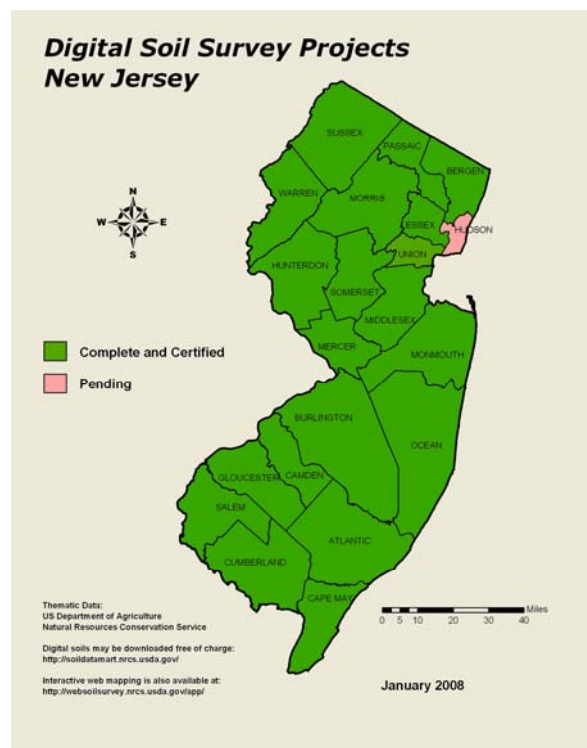 Digital Soil Survey Projects
New Jersey
SUSSEX
PASSAIC
BERGEN
WARREN
MORRIS
ESSEX
HUDSON
UNION
HUNTERDON
SOMERSET
MIDDLESEX
MERCER
MONMOUTH
N
W E
S
Complete and Certified
Pending
BURLINGTON
OCEAN
GLOUCESTER
CAMDEN
SALEM
ATLANTIC
CUMBERLAND
CAPE MAY
Thematic Data:
US Department of Agriculture
Natural Resources Conservation Service
Digital soils may be downloaded free of charge:
http://soildatamart.nrcs.usda.gov/
Interactive web mapping is also available at:
http://websoilsurvey.nrcs.usda.gov/app/
Miles
0 5 10 20 30 40
January 2008